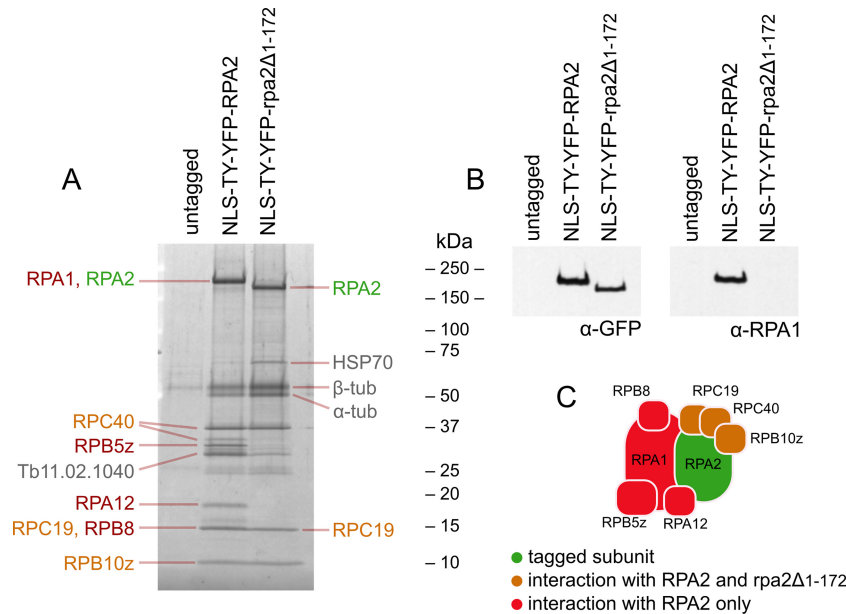 A
untagged
NLS-TY-YFP-RPA2
NLS-TY-YFP-rpa2Δ1-172
RPA1, RPA2
RPC40
RPB5z
Tb11.02.1040
RPA12
RPC19, RPB8
RPB10z
RPA2
HSP70
β-tub
α-tub
RPC19
kDa
– 250 –
– 150 –
– 100
– 75
– 50
– 37
– 25
– 20
– 15
– 10
B
untagged
NLS-TY-YFP-RPA2
NLS-TY-YFP-rpa2Δ1-172
α-GFP
untagged
NLS-TY-YFP-RPA2
NLS-TY-YFP-rpa2Δ1-172
α-RPA1
C
RPB8
RPC19
RPC40
RPB10z
RPA1
RPA2
RPB5z
RPA12
tagged subunit
interaction with RPA2 and rpa2Δ1-172
interaction with RPA2 only